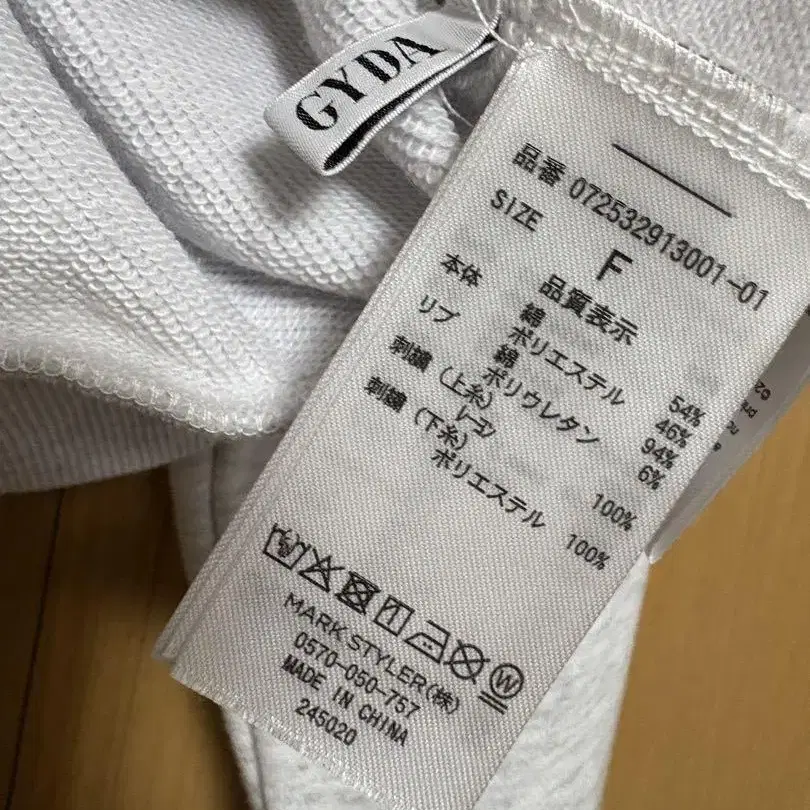 GYDA
品番 072532913001-01
SIZE F
品質表示
本体 綿 54%
ポリエステル 46%
リブ 綿 94%
ポリウレタン 6%
刺繍(上糸)
レーヨン 100%
刺繍(下糸)
ポリエステル 100%
W
MARK STYLER(株)
0570-050-757
MADE IN CHINA
245020